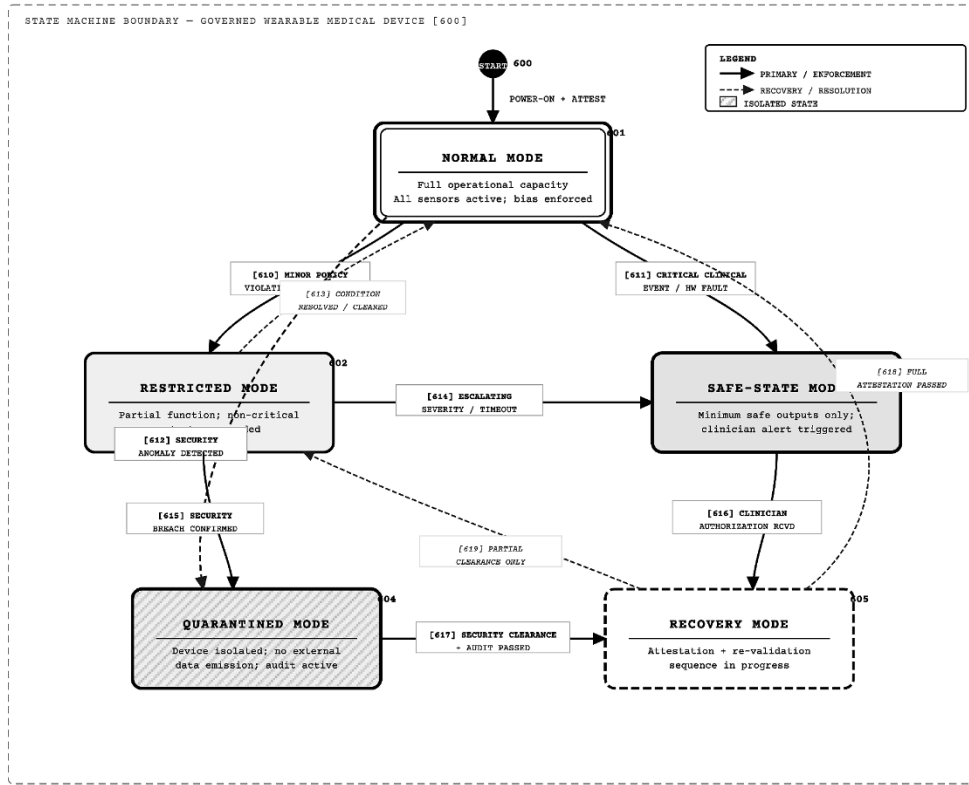 STATE MACHINE BOUNDARY — GOVERNED WEARABLE MEDICAL DEVICE [600]
START
600
LEGEND
PRIMARY / ENFORCEMENT
RECOVERY / RESOLUTION
ISOLATED STATE
POWER-ON + ATTEST
601
NORMAL MODE
Full operational capacity
All sensors active; bias enforced
[610] MINOR POLICY
[613] CONDITION
RESOLVED / CLEANED
[611] CRITICAL CLINICAL
EVENT / HW FAULT
602
RESTRICTED MODE
Partial function; non-critical
[612] SECURITY
ANOMALY DETECTED
[614] ESCALATING
SEVERITY / TIMEOUT
SAFE-STATE
Minimum safe outputs only;
clinician alert triggered
[618] FULL
ATTESTATION PASSED
[615] SECURITY
BREACH CONFIRMED
[616] CLINICIAN
AUTHORIZATION RCVD
[619] PARTIAL
CLEARANCE ONLY
604
QUARANTINED MODE
Device isolated; no external
data emission; audit active
[617] SECURITY CLEARANCE
+ AUDIT PASSED
605
RECOVERY MODE
Attestation + re-validation
sequence in progress